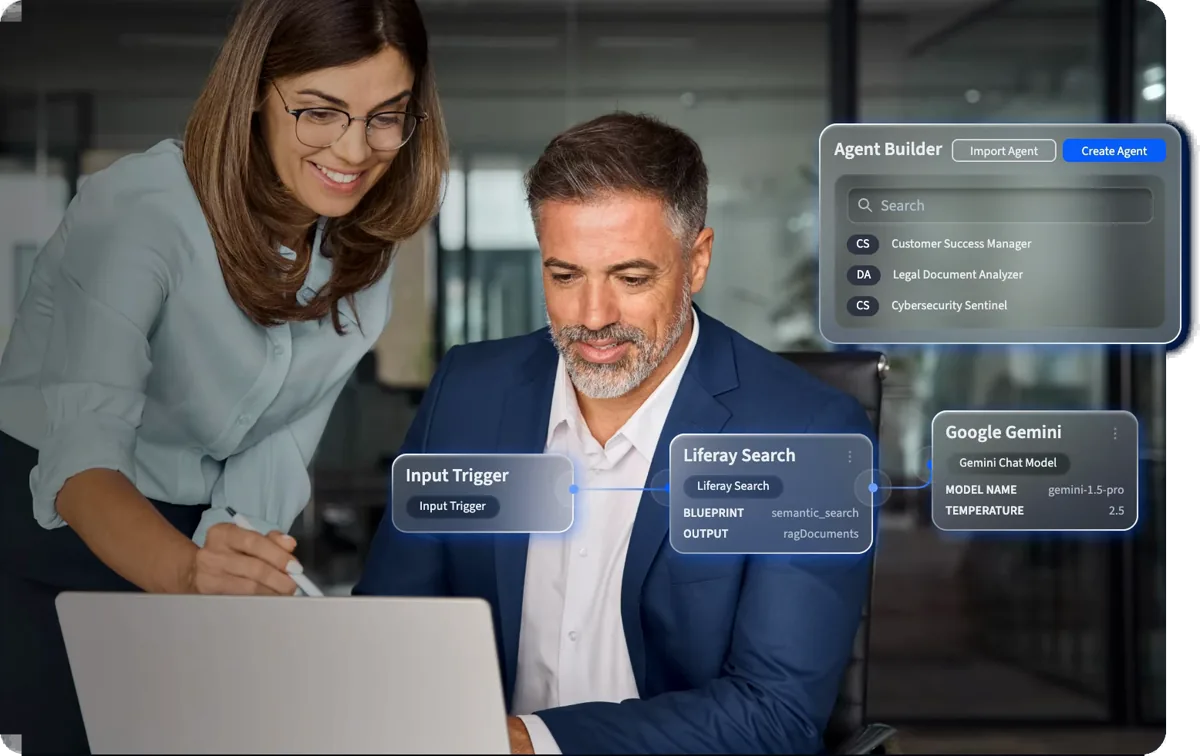 Agent Builder Import Agent Create Agent
Search
CS Customer Success Manager
DA Legal Document Analyzer
CS Cybersecurity Sentinel
Input Trigger
Input Trigger
Liferay Search
Liferay Search
BLUEPRINT semantic_search
OUTPUT ragDocuments
Google Gemini
Gemini Chat Model
MODEL NAME gemini-1.5-pro
TEMPERATURE 2.5